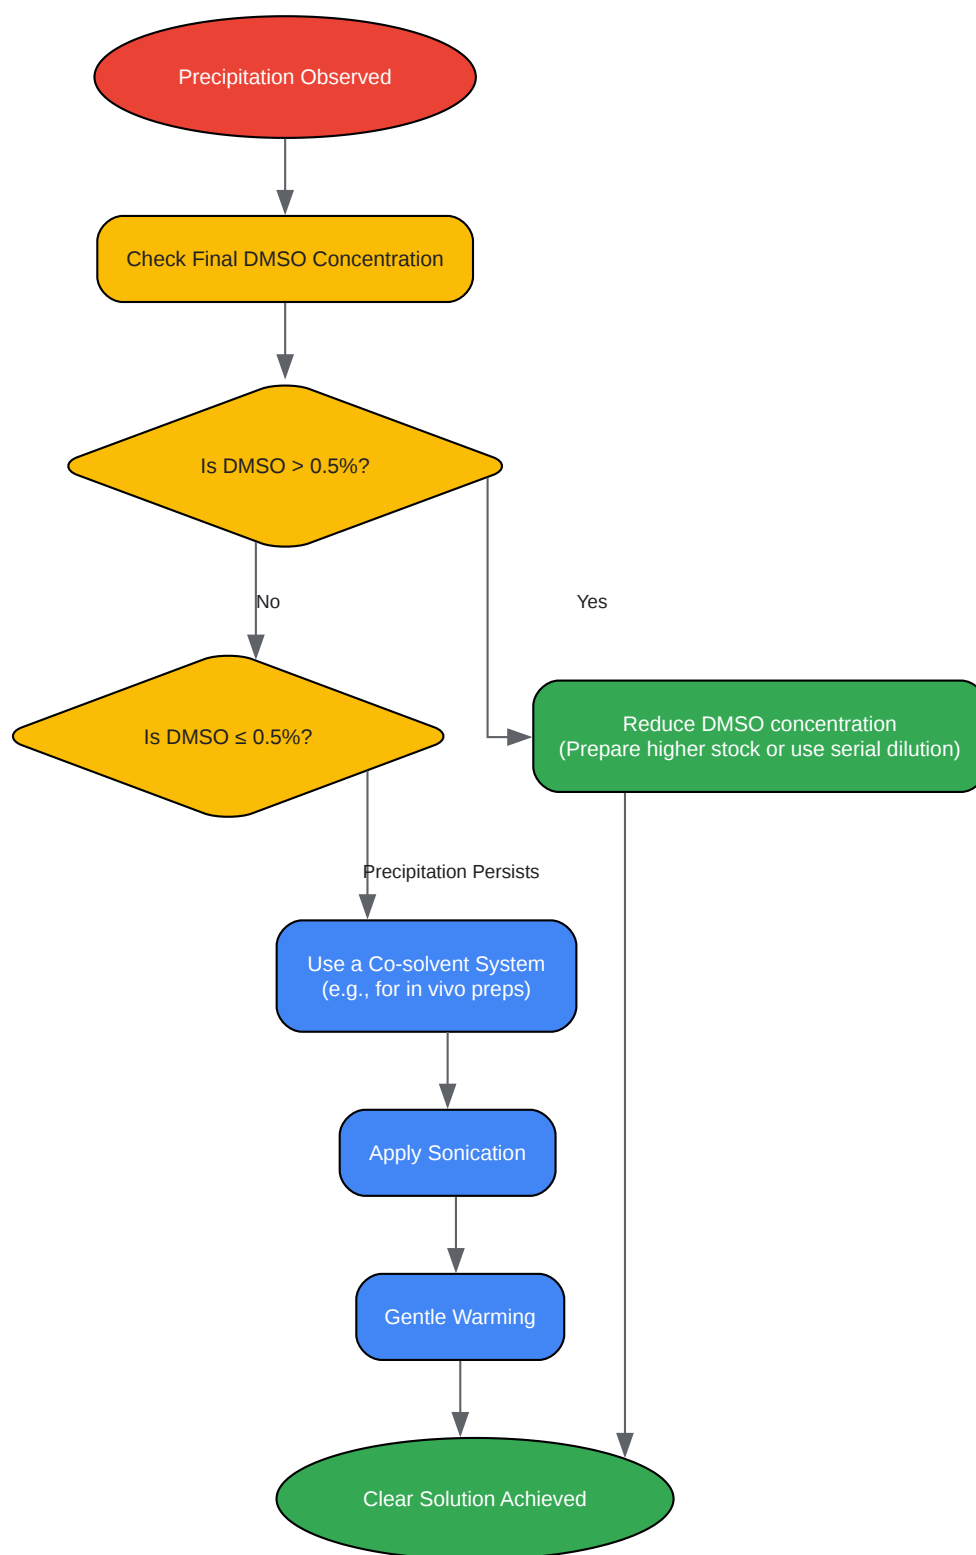 Precipitation Observed
Check Final DMSO Concentration
Is DMSO > 0.5%?
No
Yes
Is DMSO ≤ 0.5%?
Reduce DMSO concentration
(Prepare higher stock or use serial dilution)
Precipitation Persists
Use a Co-solvent System
(e.g., for in vivo preps)
Apply Sonication
Gentle Warming
Clear Solution Achieved